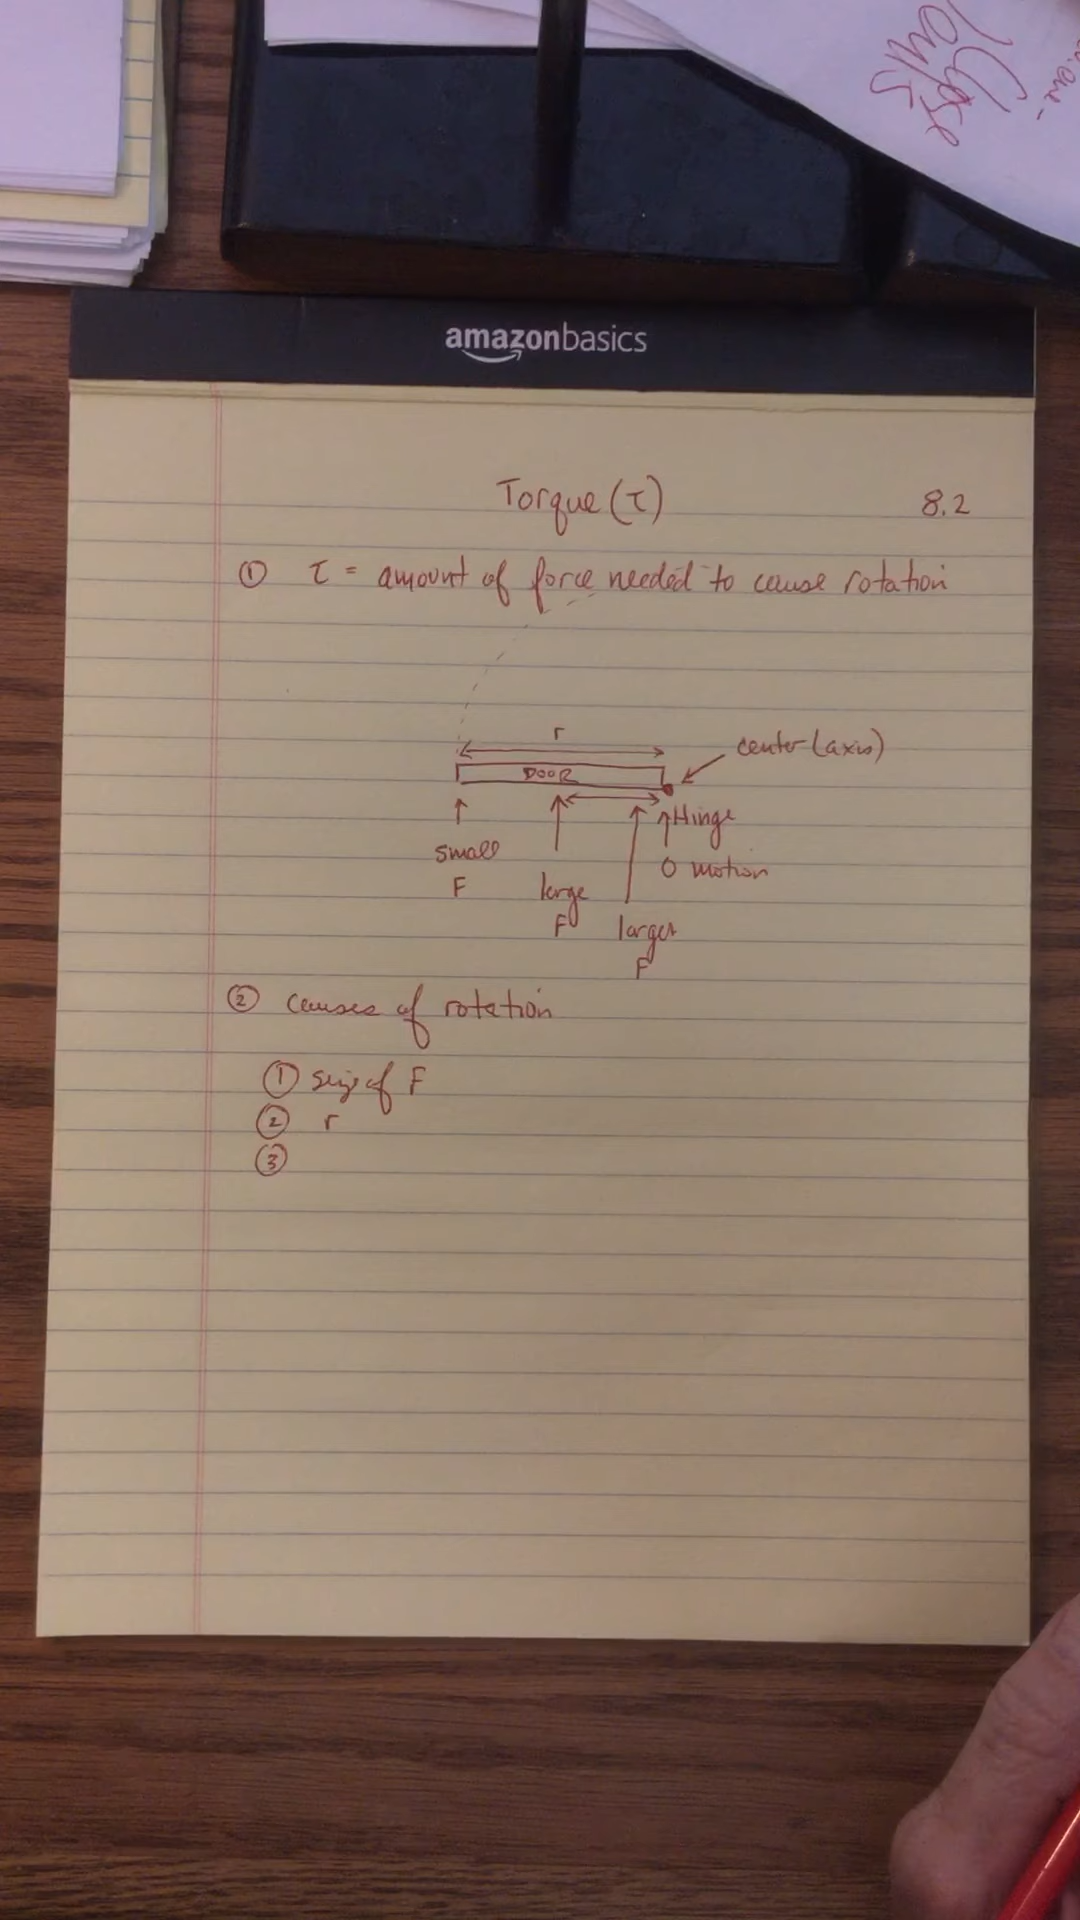 Close
amazonbasics
Torque (τ) 8.2
① τ = amount of force needed to cause rotation
r
center (axis)
DOOR
Hinge
small
F
0 motion
large
F
larger
F
② causes of rotation
① size of F
② r
③